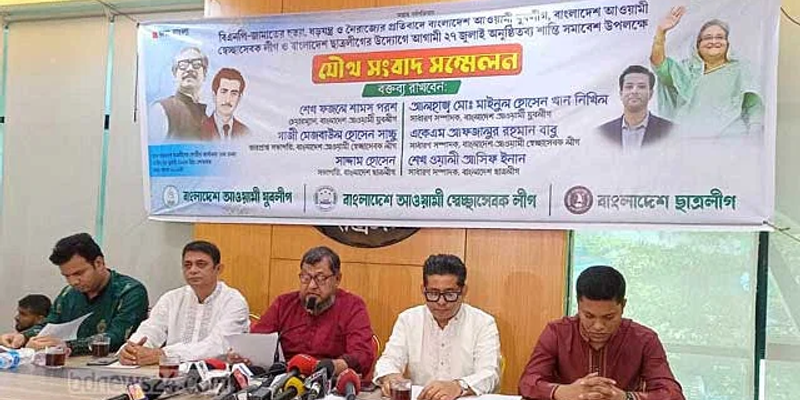 বিএনপি-জামাতের হত্যা, ষড়যন্ত্র ও নৈরাজ্যের প্রতিবাদে বাংলাদেশ আওয়ামী যুবলীগ, বাংলাদেশ আওয়ামী
স্বেচ্ছাসেবক লীগ ও বাংলাদেশ ছাত্রলীগের উদ্যোগে আগামী ২৭ জুলাই অনুষ্ঠিতব্য শান্তি সমাবেশ উপলক্ষে
যৌথ সংবাদ সম্মেলন
বক্তব্য রাখবেন:
শেখ ফজলে শামস পরশ
চেয়ারম্যান, বাংলাদেশ আওয়ামী যুবলীগ
গাজী মেজবাউল হোসেন সাচ্চু
ভারপ্রাপ্ত সভাপতি, বাংলাদেশ আওয়ামী স্বেচ্ছাসেবক লীগ
সাদ্দাম হোসেন
সভাপতি, বাংলাদেশ ছাত্রলীগ
আলহাজ্ব মোঃ মাইনুল হোসেন খান নিখিল
সাধারণ সম্পাদক, বাংলাদেশ আওয়ামী যুবলীগ
একেএম আফজালুর রহমান বাবু
সাধারণ সম্পাদক, বাংলাদেশ আওয়ামী স্বেচ্ছাসেবক লীগ
শেখ ওয়ালী আসিফ ইনান
সাধারণ সম্পাদক, বাংলাদেশ ছাত্রলীগ
বাংলাদেশ আওয়ামী যুবলীগ
বাংলাদেশ আওয়ামী স্বেচ্ছাসেবক লীগ
বাংলাদেশ ছাত্রলীগ
bdnews24.com